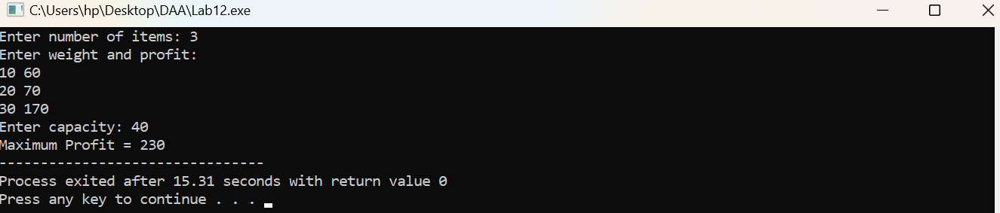 C:\Users\hp\Desktop\DAA\Lab12.exe
Enter number of items: 3
Enter weight and profit:
10 60
20 70
30 170
Enter capacity: 40
Maximum Profit = 230
--------------------------------
Process exited after 15.31 seconds with return value 0
Press any key to continue . . .